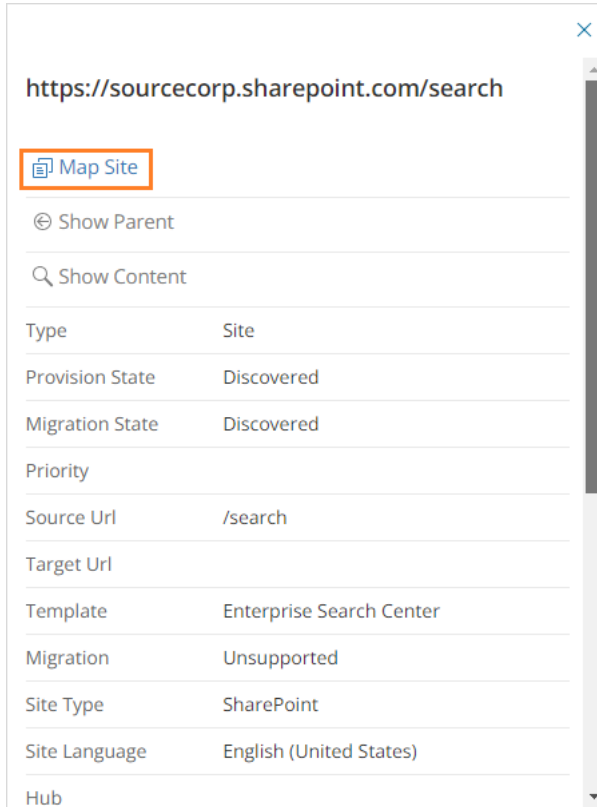 https://sourcecorp.sharepoint.com/search
Map Site
Show Parent
Show Content
Type Site
Provision State Discovered
Migration State Discovered
Priority
Source Url /search
Target Url
Template Enterprise Search Center
Migration Unsupported
Site Type SharePoint
Site Language English (United States)
Hub